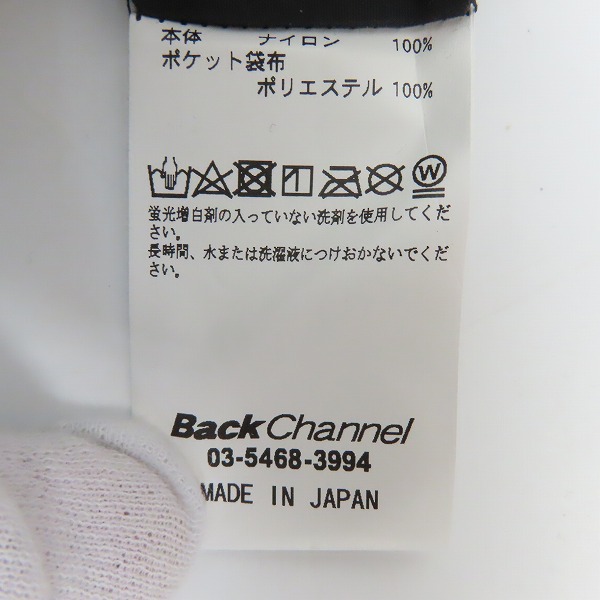 本体 ナイロン 100%
ポケット袋布
ポリエステル 100%
W
蛍光増白剤の入っていない洗剤を使用してくだ
さい。
長時間、水または洗濯液につけおかないでくだ
さい。
BackChannel
03-5468-3994
MADE IN JAPAN